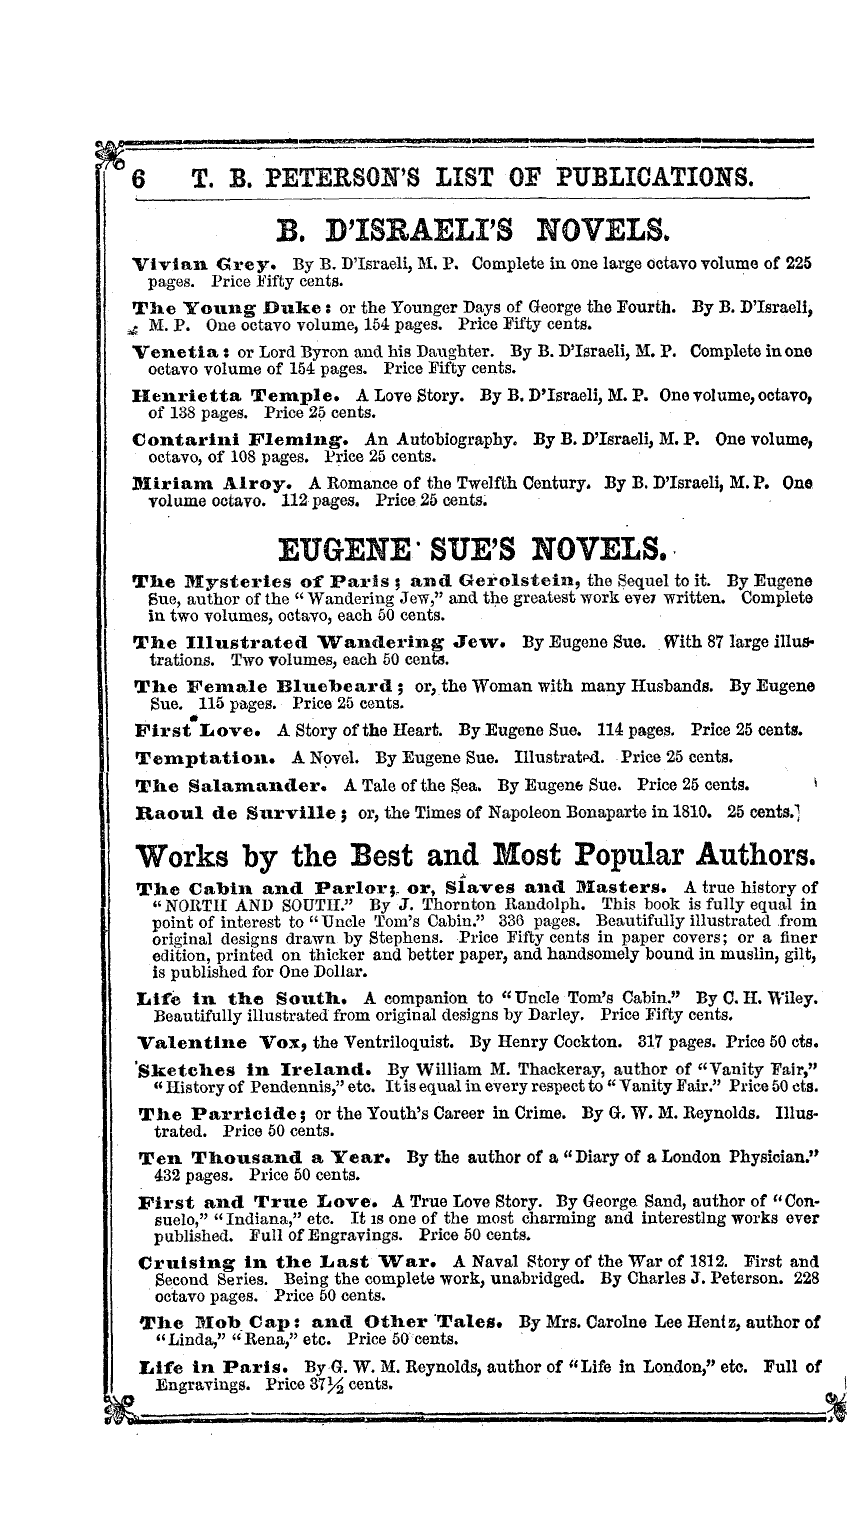 6 T. B. PETERSON'S LIST OF PUBLICATIONS.
B. D'ISRAELI'S NOVELS.
Vivian Grey. By B. D'Israeli, M. P. Complete in one large octavo volume of 225
pages. Price Fifty cents.
The Young Duke: or the Younger Days of George the Fourth. By B. D'Israeli,
M. P. One octavo volume, 154 pages. Price Fifty cents.
Venetia: or Lord Byron and his Daughter. By B. D'Israeli, M. P. Complete in one
octavo volume of 154 pages. Price Fifty cents.
Henrietta Temple. A Love Story. By B. D'Israeli, M. P. One volume, octavo,
of 138 pages. Price 25 cents.
Contarini Fleming. An Autobiography. By B. D'Israeli, M. P. One volume,
octavo, of 108 pages. Price 25 cents.
Miriam Alroy. A Romance of the Twelfth Century. By B. D'Israeli, M. P. One
volume octavo. 112 pages. Price 25 cents.
EUGENE SUE'S NOVELS.
The Mysteries of Paris; and Gerolstein, the Sequel to it. By Eugene
Sue, author of the "Wandering Jew," and the greatest work ever written. Complete
in two volumes, octavo, each 50 cents.
The Illustrated Wandering Jew. By Eugene Sue. With 87 large illus-
trations. Two volumes, each 50 cents.
The Female Bluebeard; or, the Woman with many Husbands. By Eugene
Sue. 115 pages. Price 25 cents.
First Love. A Story of the Heart. By Eugene Sue. 114 pages. Price 25 cents.
Temptation. A Novel. By Eugene Sue. Illustrated. Price 25 cents.
The Salamander. A Tale of the Sea. By Eugene Sue. Price 25 cents.
Raoul de Surville; or, the Times of Napoleon Bonaparte in 1810. 25 cents.]
Works by the Best and Most Popular Authors.
The Cabin and Parlor; or, Slaves and Masters. A true history of
"NORTH AND SOUTH." By J. Thornton Randolph. This book is fully equal in
point of interest to "Uncle Tom's Cabin." 336 pages. Beautifully illustrated from
original designs drawn by Stephens. Price Fifty cents in paper covers; or a finer
edition, printed on thicker and better paper, and handsomely bound in muslin, gilt,
is published for One Dollar.
Life in the South. A companion to "Uncle Tom's Cabin." By C. H. Wiley.
Beautifully illustrated from original designs by Darley. Price Fifty cents.
Valentine Vox, the Ventriloquist. By Henry Cockton. 317 pages. Price 50 cts.
Sketches in Ireland. By William M. Thackeray, author of "Vanity Fair,"
"History of Pendennis," etc. It is equal in every respect to "Vanity Fair." Price 50 cts.
The Parricide; or the Youth's Career in Crime. By G. W. M. Reynolds. Illus-
trated. Price 50 cents.
Ten Thousand a Year. By the author of a "Diary of a London Physician."
432 pages. Price 50 cents.
First and True Love. A True Love Story. By George Sand, author of "Con-
suelo," "Indiana," etc. It is one of the most charming and interesting works ever
published. Full of Engravings. Price 50 cents.
Cruising in the Last War. A Naval Story of the War of 1812. First and
Second Series. Being the complete work, unabridged. By Charles J. Peterson. 228
octavo pages. Price 50 cents.
The Mob Cap: and Other Tales. By Mrs. Carolne Lee Hentz, author of
"Linda," "Rena," etc. Price 50 cents.
Life in Paris. By G. W. M. Reynolds, author of "Life in London," etc. Full of
Engravings. Price 37½ cents.